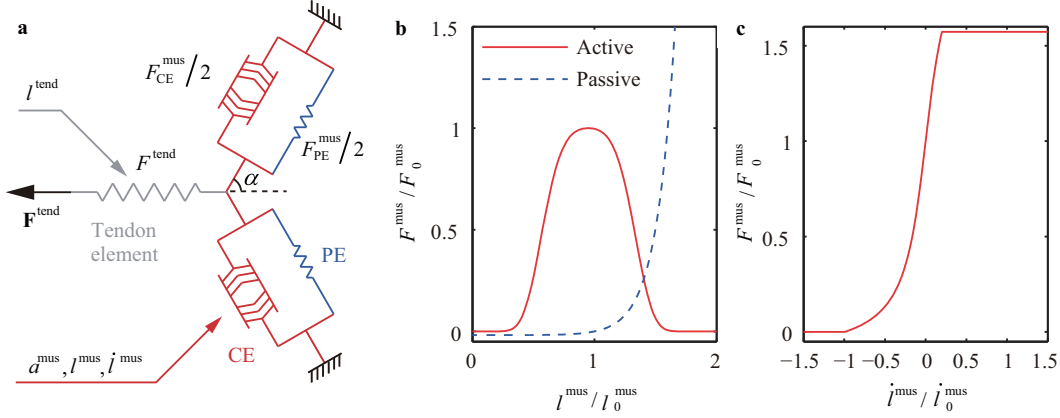 a
l^tend
F^tend
F^tend
Tendon
element
F_CE^mus/2
F_PE^mus/2
α
PE
CE
a^mus, l^mus, l̇^mus
b
Active
Passive
1.5
1
0.5
0
0 1 2
F^mus/F_0^mus
l^mus/l_0^mus
c
1.5
1
0.5
0
−1.5 −1 −0.5 0 0.5 1 1.5
F^mus/F_0^mus
l̇^mus/l̇_0^mus